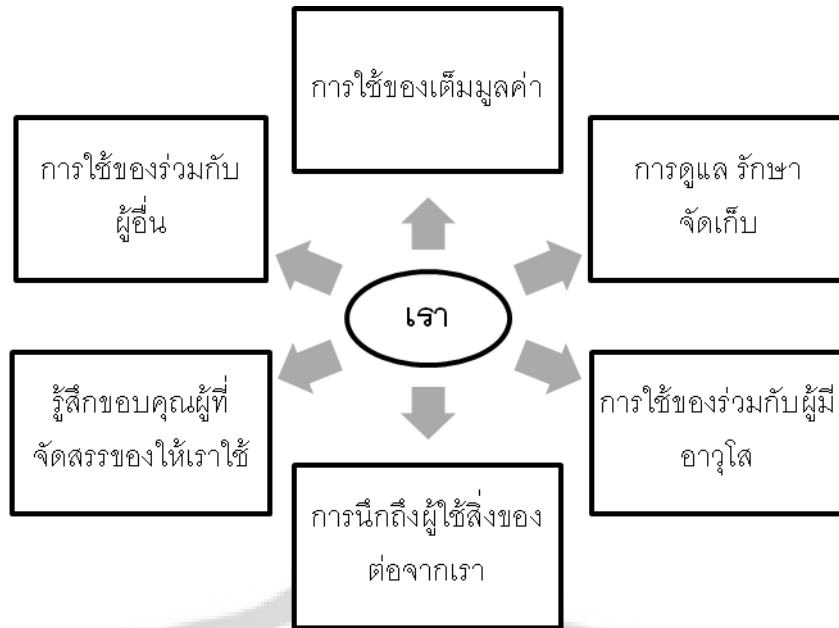 การใช้ของเต็มมูลค่า
การใช้ของร่วมกับ
ผู้อื่น
การดูแล รักษา
จัดเก็บ
เรา
รู้สึกขอบคุณผู้ที่
จัดสรรของให้เราใช้
การใช้ของร่วมกับผู้มี
อาวุโส
การนึกถึงผู้ใช้สิ่งของ
ต่อจากเรา